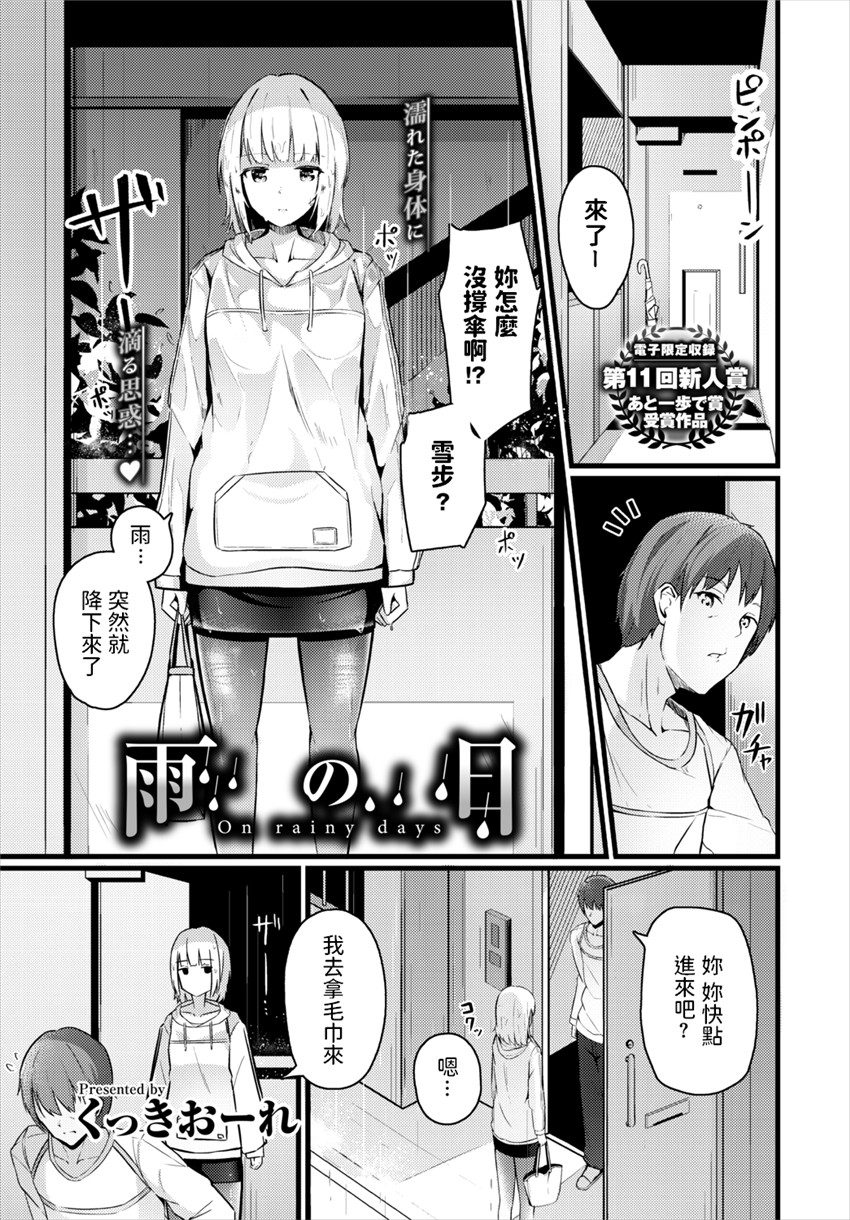 ピンポーン
來了ー
電子限定収録
第11回新人賞
あと一歩で賞
受賞作品
ガチャ
濡れた身体に
滴る思惑…♥
ザーー
ポッ
妳怎麼
沒撐傘啊!?
雪步?
ポッ
ポッ
雨…
突然就
降下來了
雨の日
On rainy days
妳 妳快點
進來吧?
コクッ
嗯…
我去拿毛巾來
Presented by
くっきおーれ